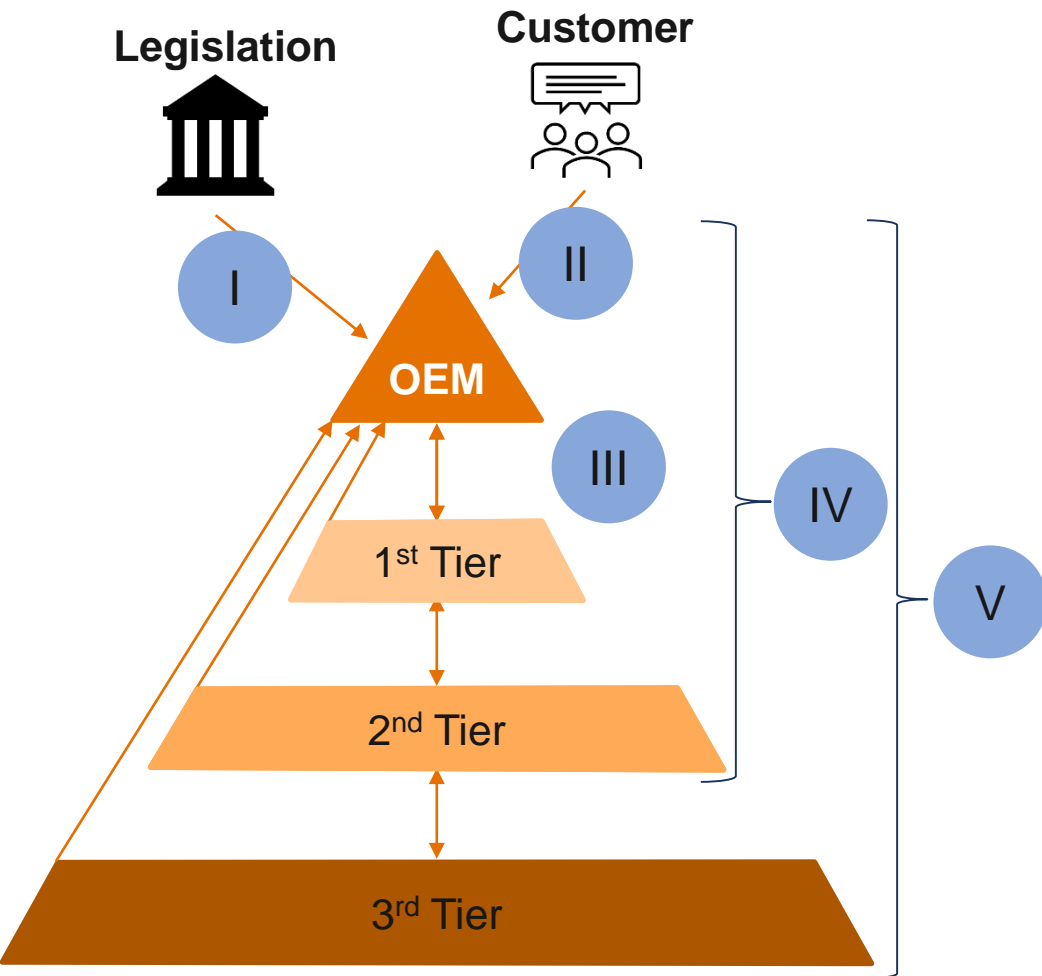 Legislation
Customer
I
II
OEM
III
IV
1st Tier
V
2nd Tier
3rd Tier